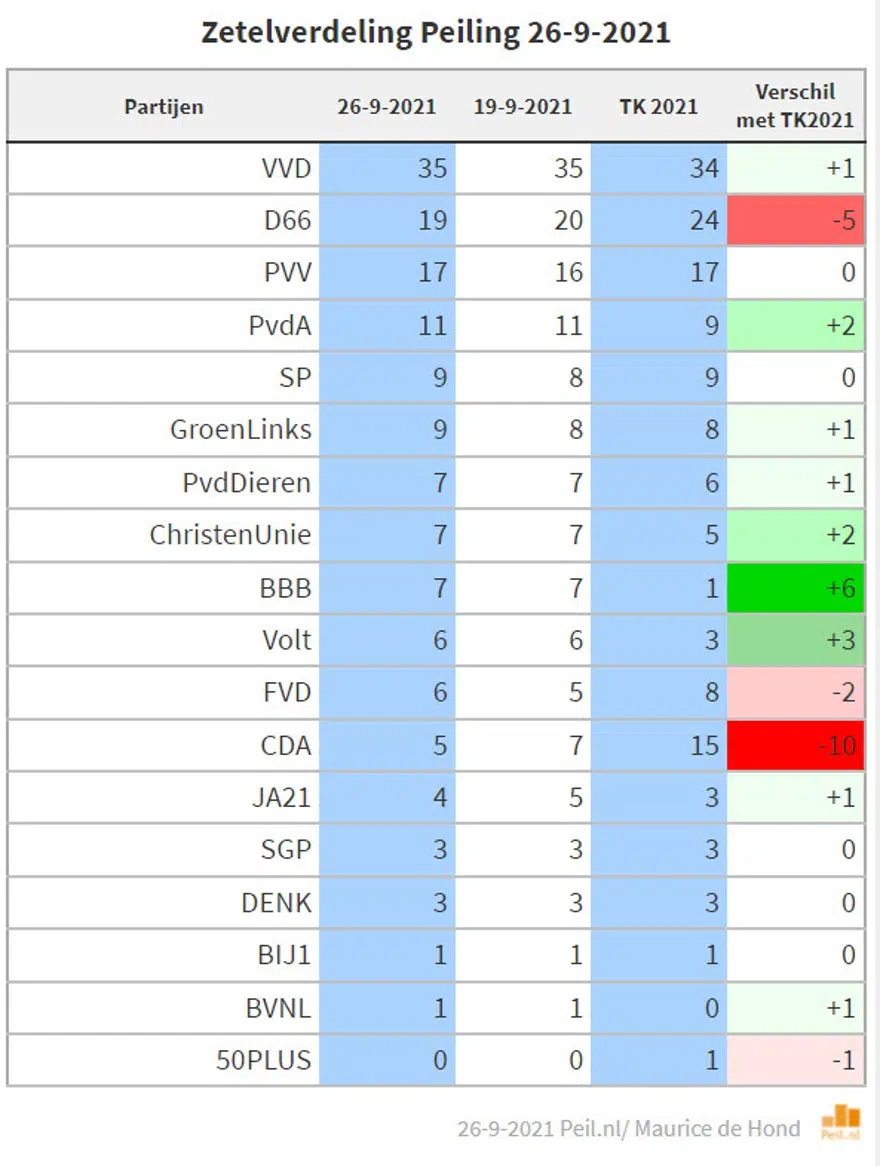 Zetelverdeling Peiling 26-9-2021
Partijen 26-9-2021 19-9-2021 TK 2021 Verschil met TK2021
VVD 35 35 34 +1
D66 19 20 24 -5
PVV 17 16 17 0
PvdA 11 11 9 +2
SP 9 8 9 0
GroenLinks 9 8 8 +1
PvdDieren 7 7 6 +1
ChristenUnie 7 7 5 +2
BBB 7 7 1 +6
Volt 6 6 3 +3
FVD 6 5 8 -2
CDA 5 7 15 -10
JA21 4 5 3 +1
SGP 3 3 3 0
DENK 3 3 3 0
BIJ1 1 1 1 0
BVNL 1 1 0 +1
50PLUS 0 0 1 -1
26-9-2021 Peil.nl/ Maurice de Hond
Peil.nl